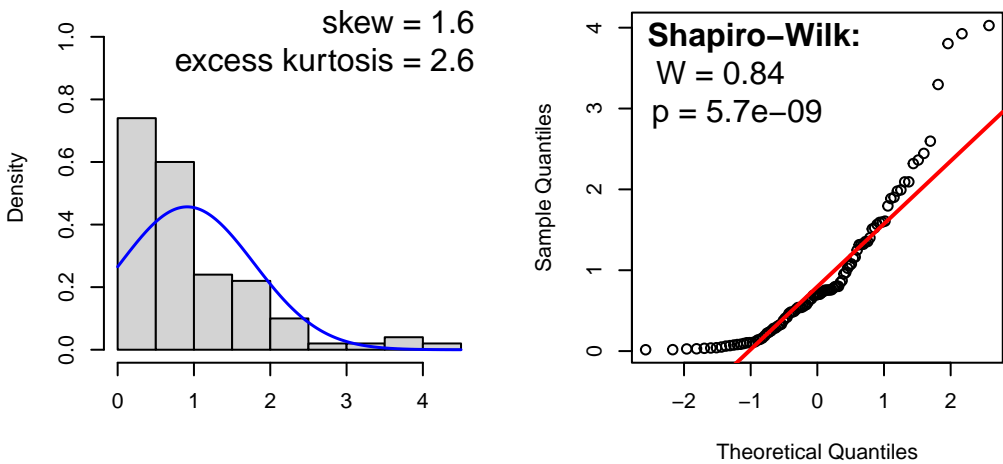 skew = 1.6
excess kurtosis = 2.6
Density
0.0 0.2 0.4 0.6 0.8 1.0
0 1 2 3 4
Shapiro−Wilk:
W = 0.84
p = 5.7e−09
Sample Quantiles
0 1 2 3 4
−2 −1 0 1 2
Theoretical Quantiles